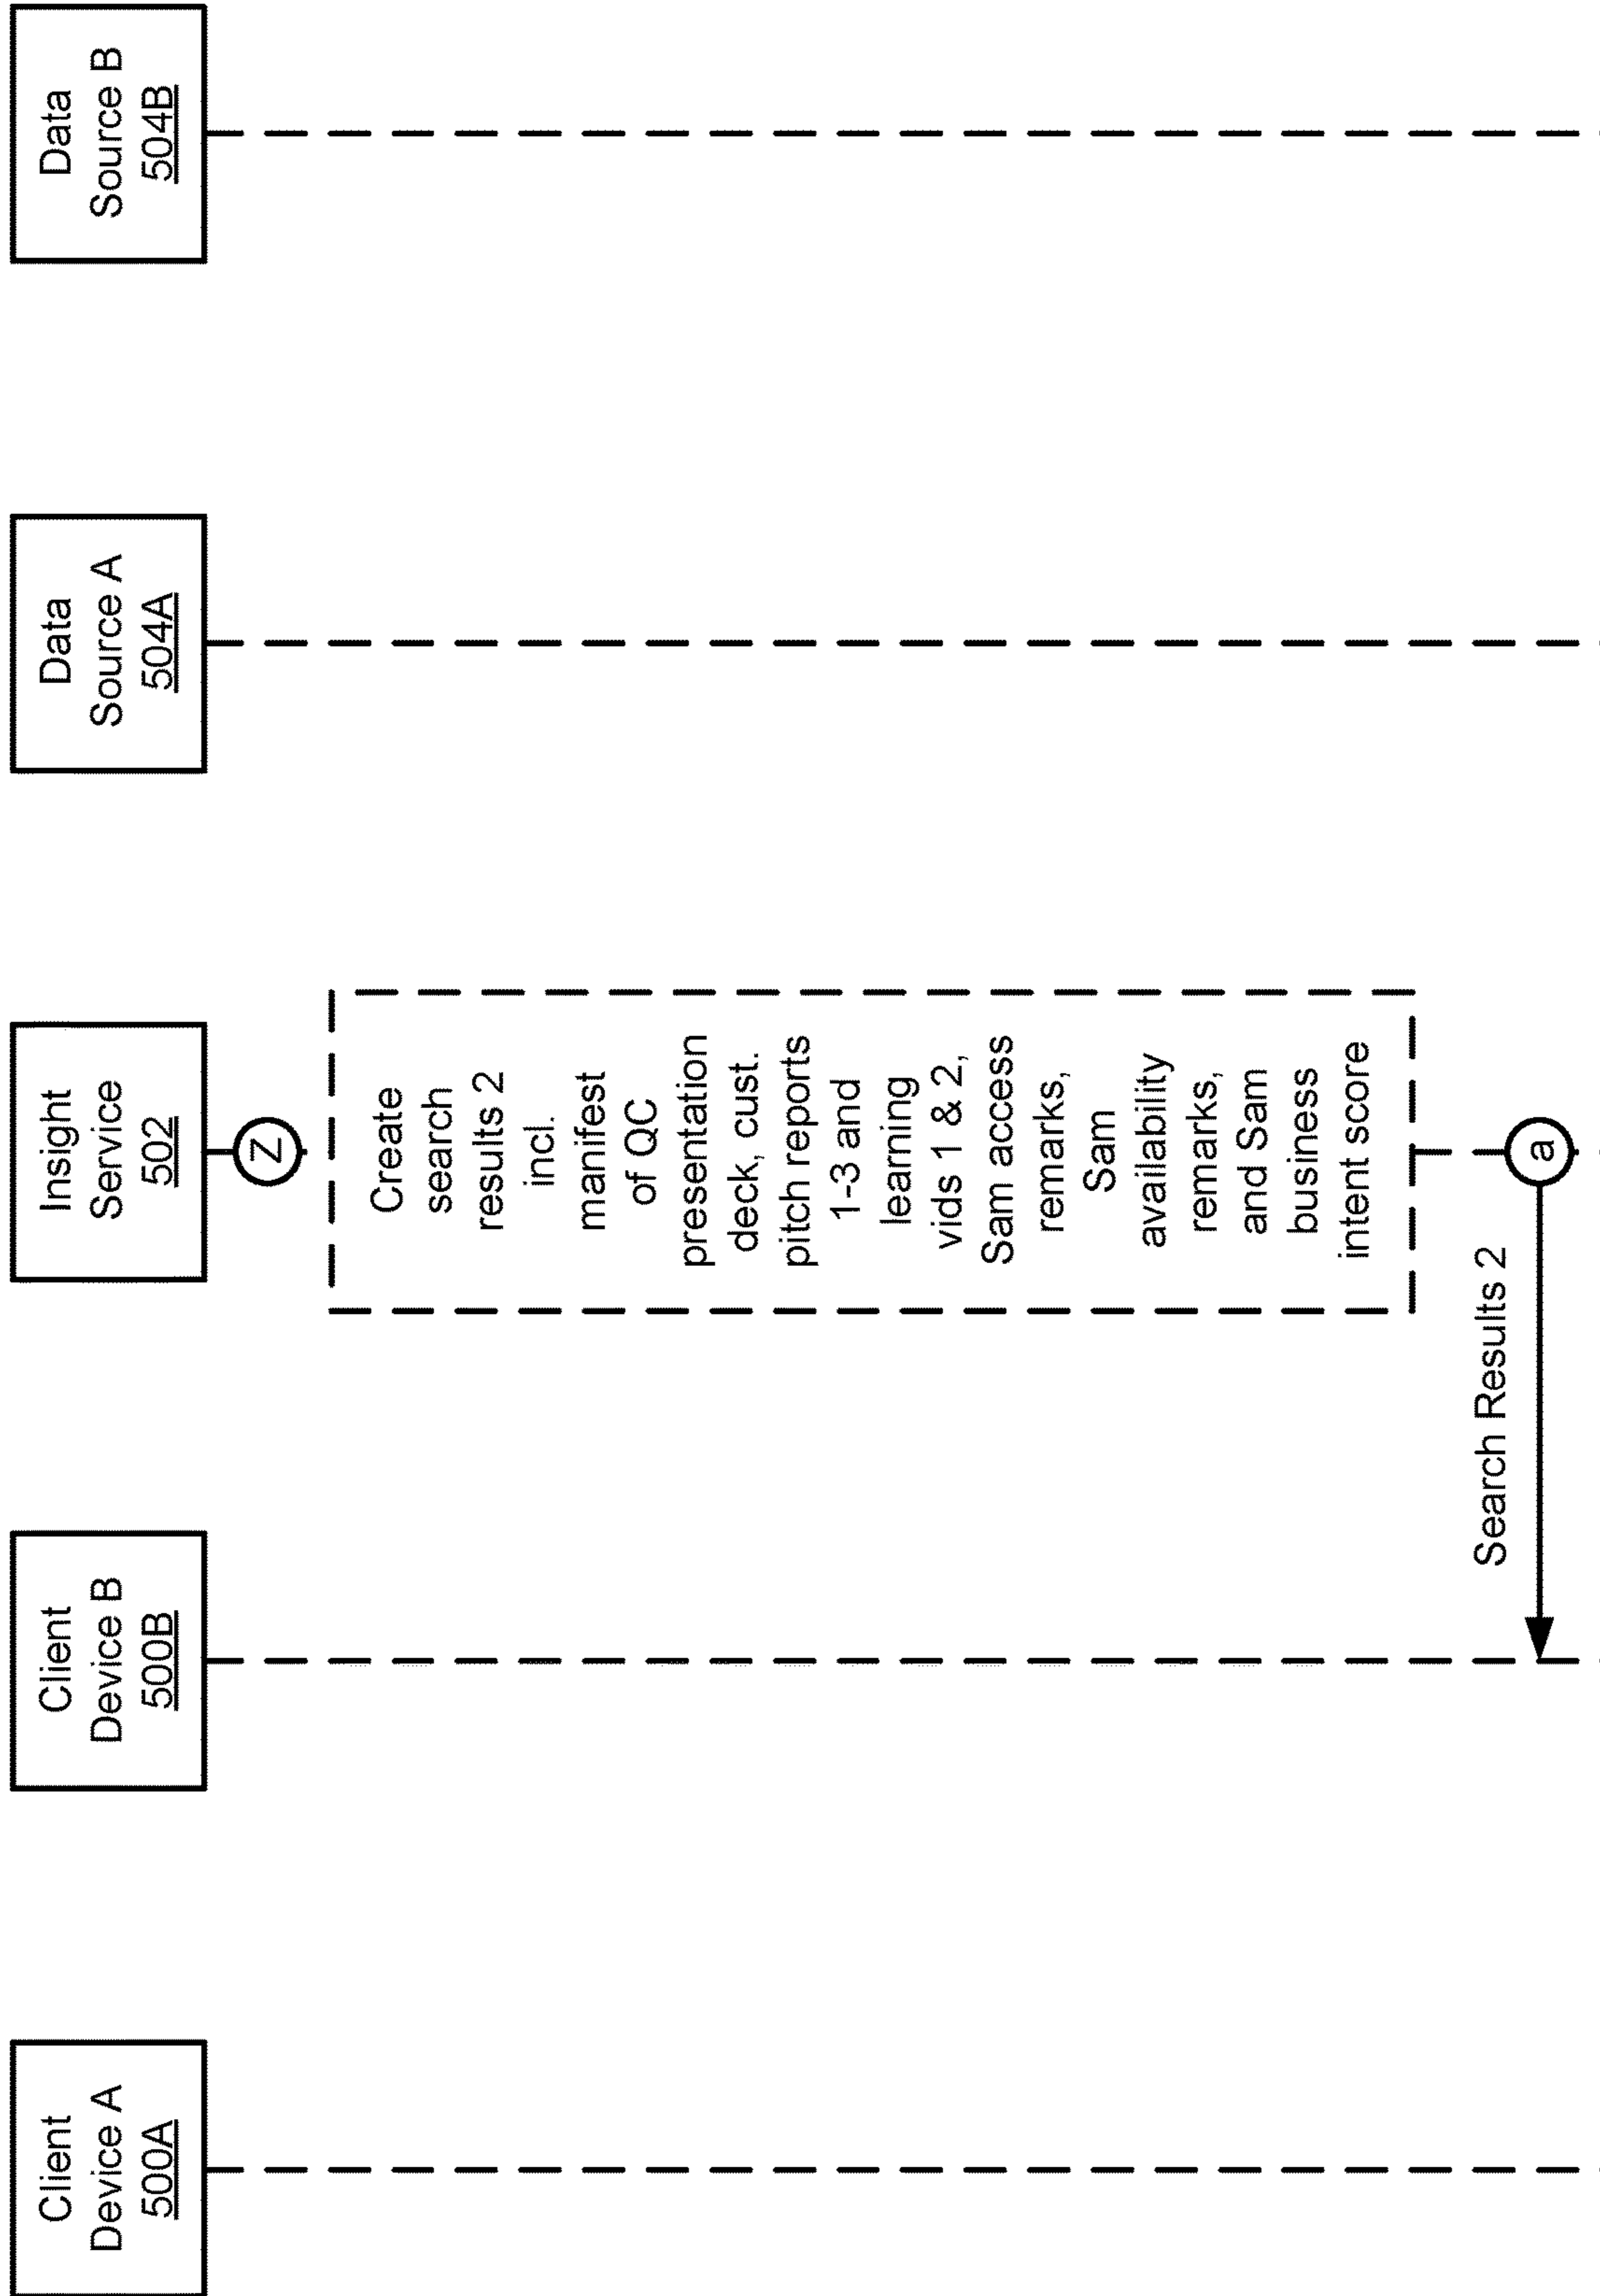 Client
Device A
500A
Client
Device B
500B
Insight
Service
502
Data
Source A
504A
Data
Source B
504B
Z
Create
search
results 2
incl.
manifest
of QC
presentation
deck, cust.
pitch reports
1-3 and
learning
vids 1 & 2,
Sam access
remarks,
Sam
availability
remarks,
and Sam
business
intent score
Search Results 2
a